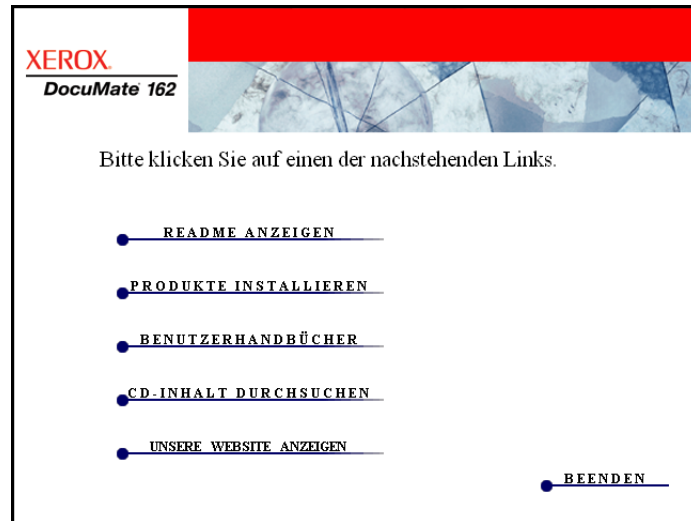 XEROX.
DocuMate 162
Bitte klicken Sie auf einen der nachstehenden Links.
README ANZEIGEN
PRODUKTE INSTALLIEREN
BENUTZERHANDBÜCHER
CD-INHALT DURCHSUCHEN
UNSERE WEBSITE ANZEIGEN
BEENDEN